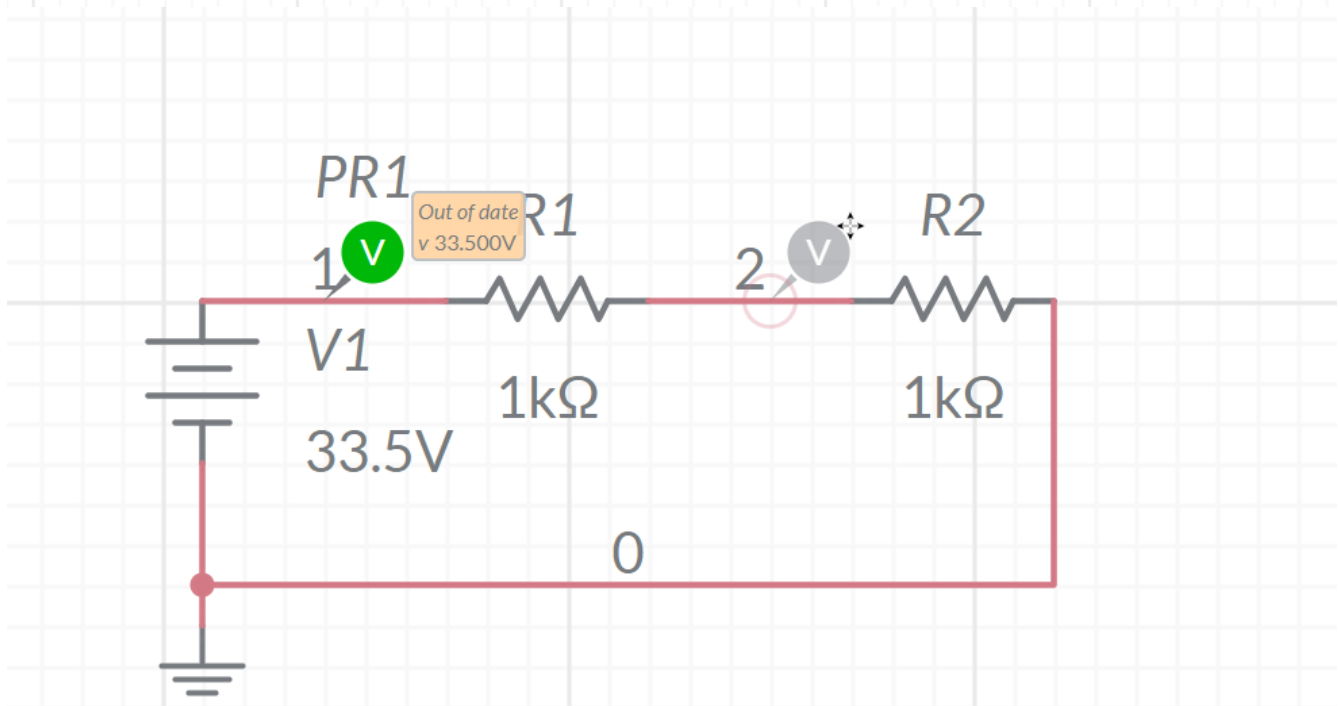 PR1
Out of date
v 33.500V
R1
R2
1
V
2
V
V1
1kΩ
1kΩ
33.5V
0